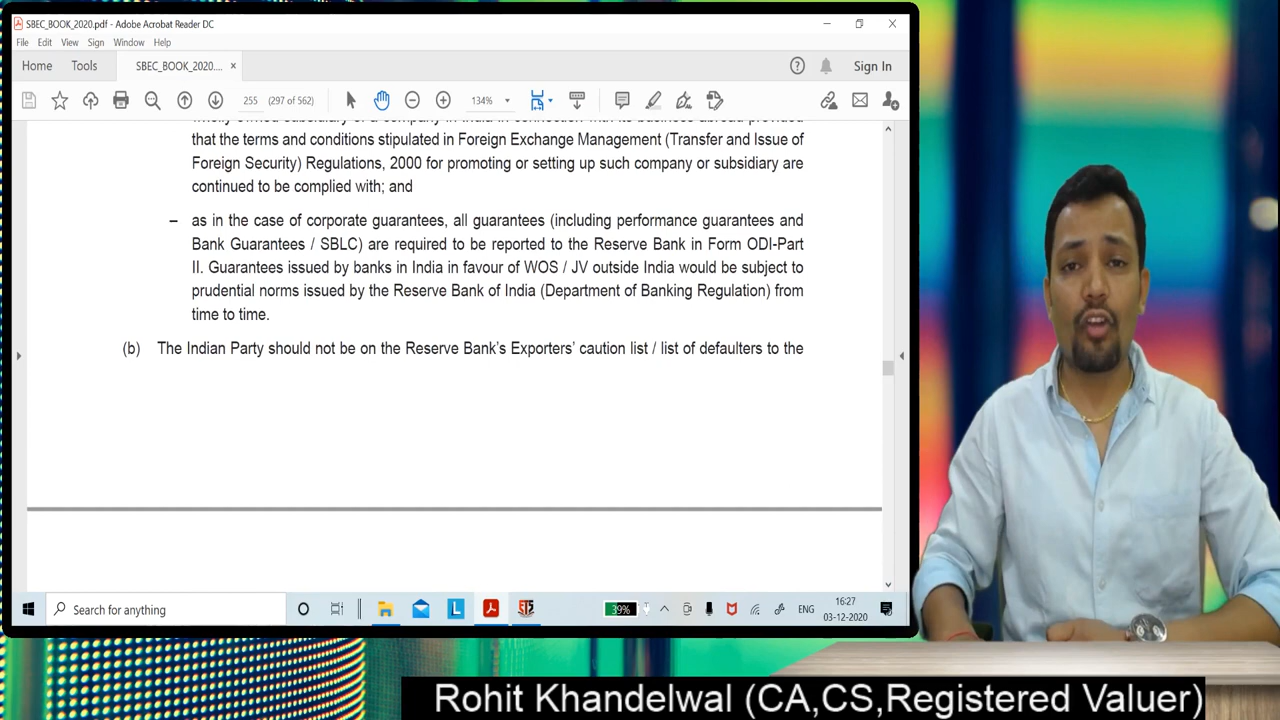 SBEC_BOOK_2020.pdf - Adobe Acrobat Reader DC
File Edit View Sign Window Help
Home Tools SBEC_BOOK_2020.... × Sign In
255 (297 of 562) 134%
that the terms and conditions stipulated in Foreign Exchange Management (Transfer and Issue of
Foreign Security) Regulations, 2000 for promoting or setting up such company or subsidiary are
continued to be complied with; and
– as in the case of corporate guarantees, all guarantees (including performance guarantees and
Bank Guarantees / SBLC) are required to be reported to the Reserve Bank in Form ODI-Part
II. Guarantees issued by banks in India in favour of WOS / JV outside India would be subject to
prudential norms issued by the Reserve Bank of India (Department of Banking Regulation) from
time to time.
(b) The Indian Party should not be on the Reserve Bank's Exporters' caution list / list of defaulters to the
Search for anything 39% ENG 16:27
03-12-2020
Rohit Khandelwal (CA,CS,Registered Valuer)